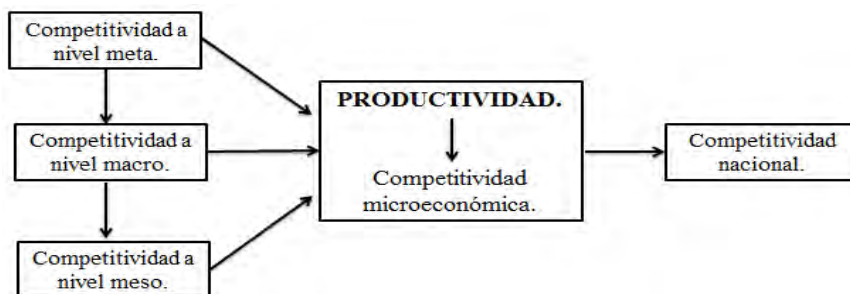 Competitividad a
nivel meta.
Competitividad a
nivel macro.
Competitividad a
nivel meso.
PRODUCTIVIDAD.
Competitividad
microeconómica.
Competitividad
nacional.